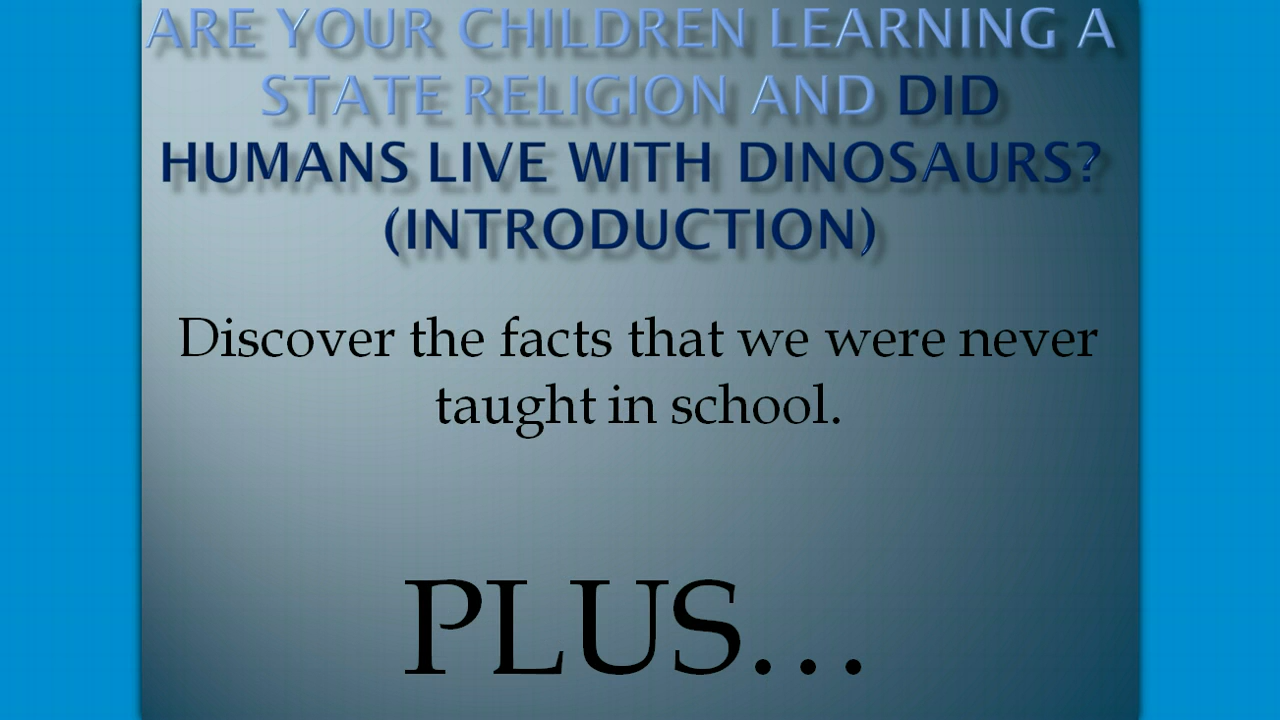 ARE YOUR CHILDREN LEARNING A
STATE RELIGION AND DID
HUMANS LIVE WITH DINOSAURS?
(INTRODUCTION)
Discover the facts that we were never
taught in school.
PLUS…